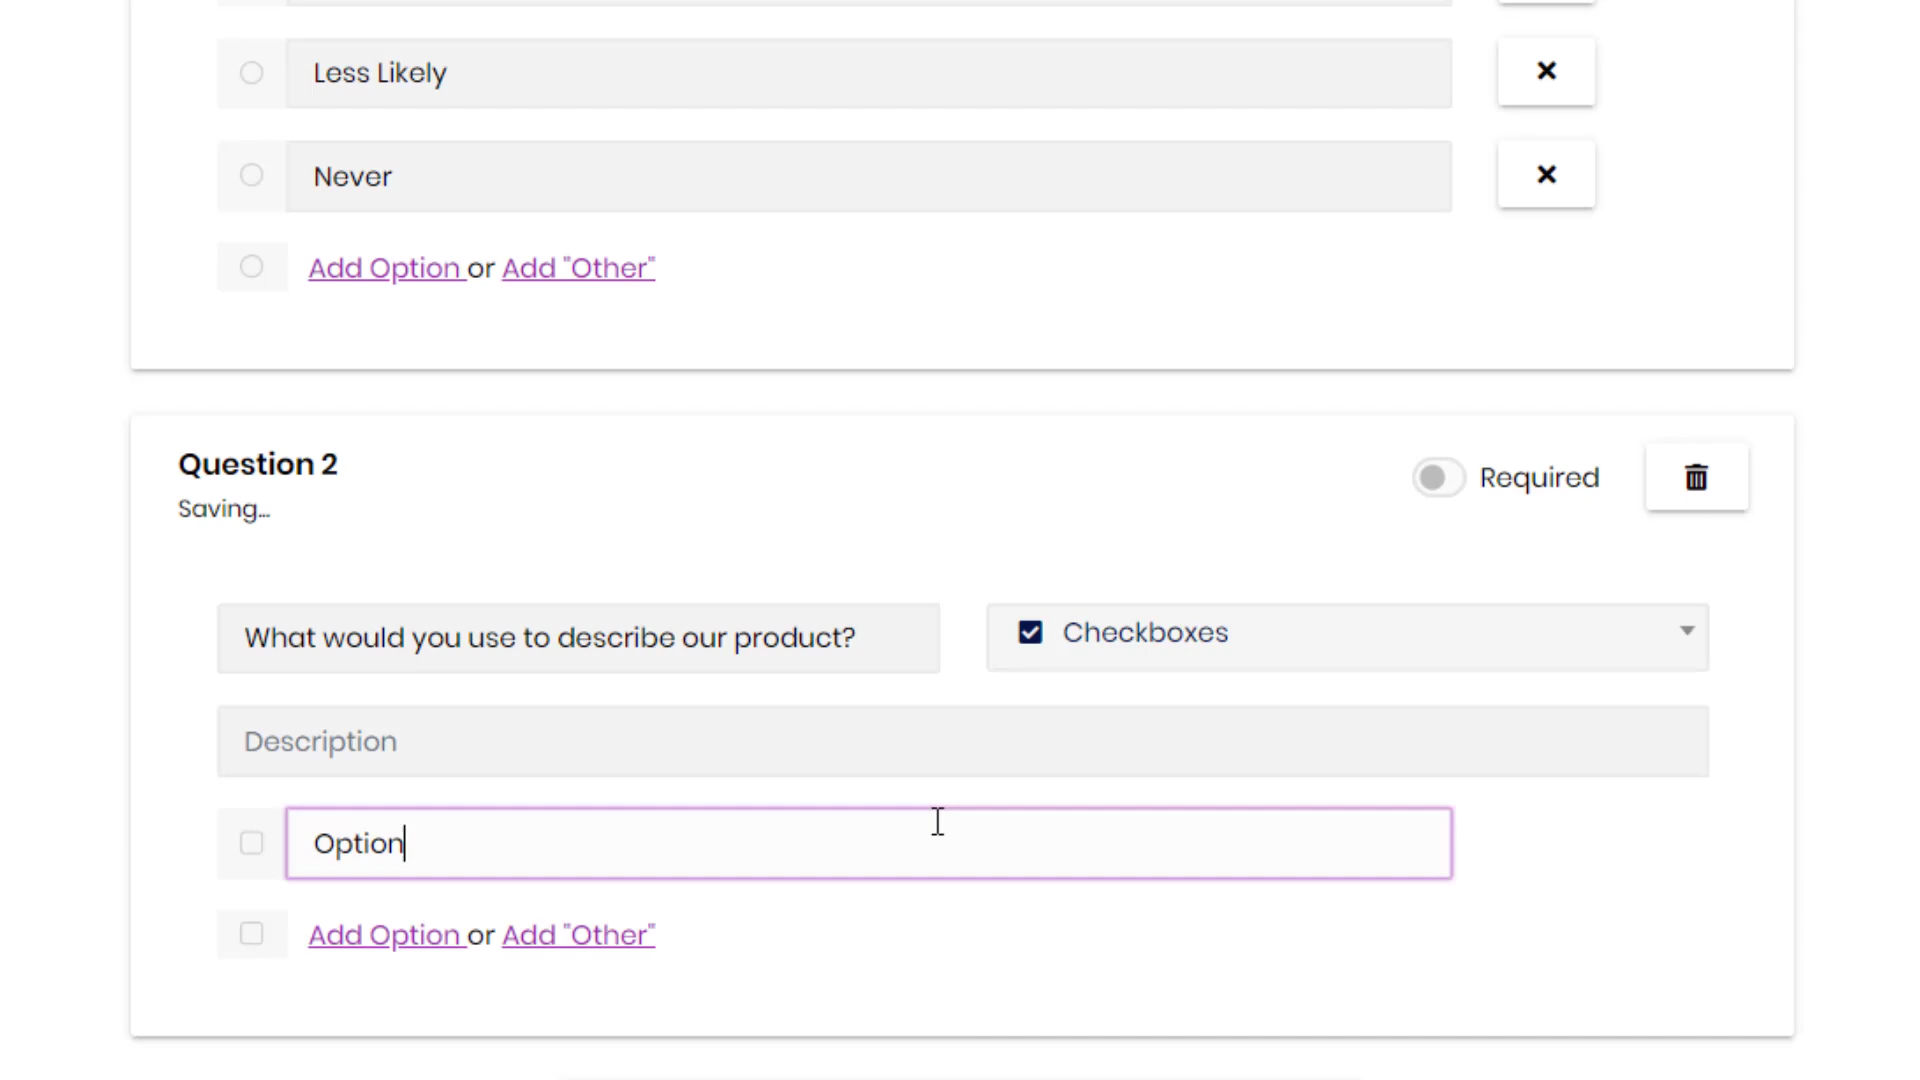 Less Likely
Never
Add Option or Add "Other"
Question 2
Required
Saving...
What would you use to describe our product?
Checkboxes
Description
Option
Add Option or Add "Other"